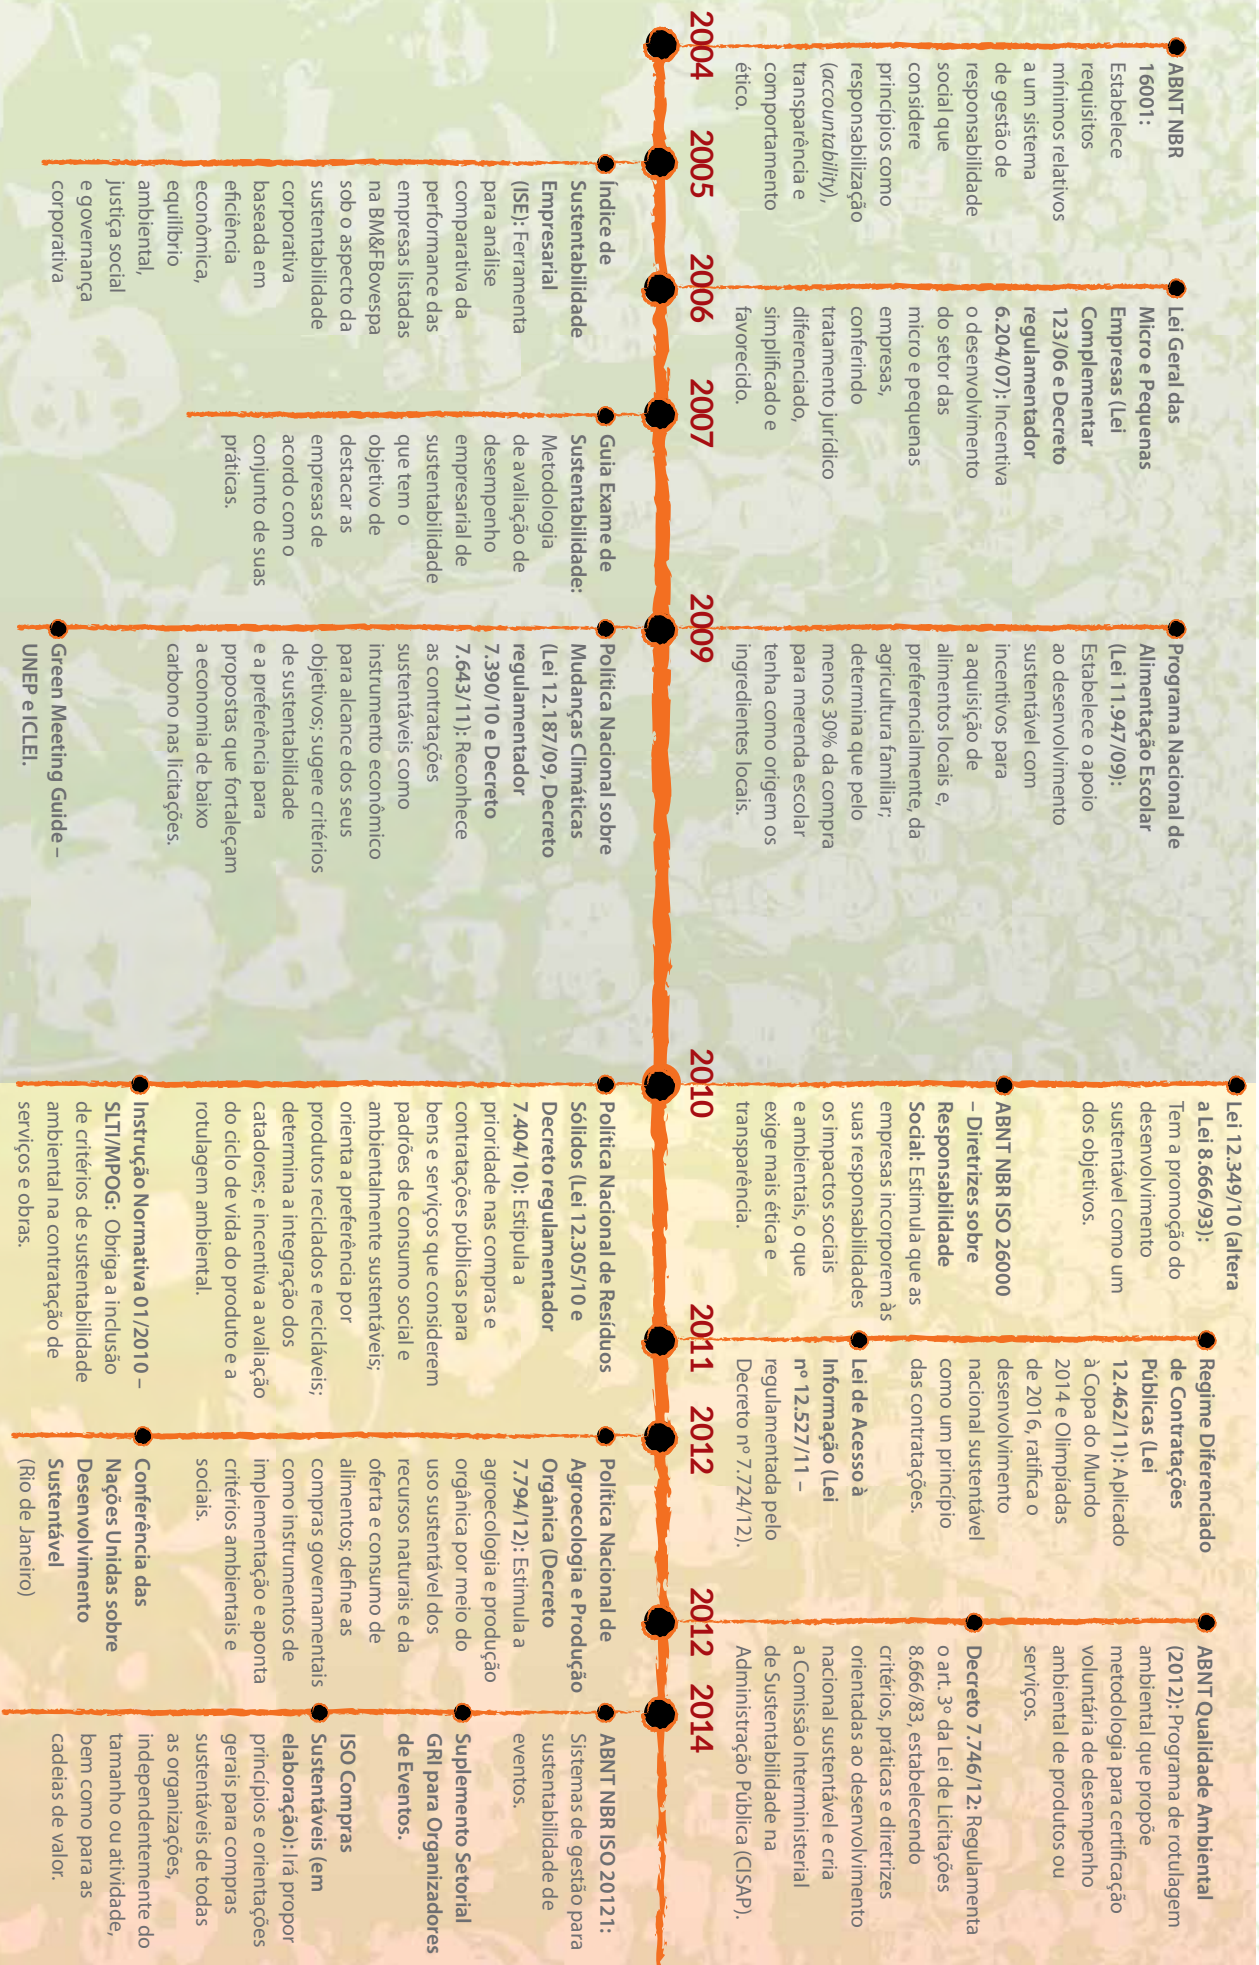 2004
ABNT NBR
16001:
Estabelece
requisitos
mínimos relativos
a um sistema
de gestão de
responsabilidade
social que
considere
princípios como
responsabilização
(accountability),
transparência e
comportamento
ético.
2005
Índice de
Sustentabilidade
Empresarial
(ISE): Ferramenta
para análise
comparativa da
performance das
empresas listadas
na BM&FBovespa
sob o aspecto da
sustentabilidade
corporativa
baseada em
eficiência
econômica,
equilíbrio
ambiental,
justiça social
e governança
corporativa
2006
Lei Geral das
Micro e Pequenas
Empresas (Lei
Complementar
123/06 e Decreto
regulamentador
6.204/07): Incentiva
o desenvolvimento
do setor das
micro e pequenas
empresas,
conferindo
tratamento jurídico
diferenciado,
simplificado e
favorecido.
2007
Guia Exame de
Sustentabilidade:
Metodologia
de avaliação de
desempenho
empresarial de
sustentabilidade
que tem o
objetivo de
destacar as
empresas de
acordo com o
conjunto de suas
práticas.
2009
Programa Nacional de
Alimentação Escolar
(Lei 11.947/09):
Estabelece o apoio
ao desenvolvimento
sustentável com
incentivos para
a aquisição de
alimentos locais e,
preferencialmente, da
agricultura familiar;
determina que pelo
menos 30% da compra
para merenda escolar
tenha como origem os
ingredientes locais.
Política Nacional sobre
Mudanças Climáticas
(Lei 12.187/09, Decreto
regulamentador
7.390/10 e Decreto
7.643/11): Reconhece
as contratações
sustentáveis como
instrumento econômico
para alcance dos seus
objetivos; sugere critérios
de sustentabilidade
e a preferência para
propostas que fortaleçam
a economia de baixo
carbono nas licitações.
Green Meeting Guide –
UNEP e ICLEI.
2010
Lei 12.349/10 (altera
a Lei 8.666/93):
Tem a promoção do
desenvolvimento
sustentável como um
dos objetivos.
ABNT NBR ISO 26000
– Diretrizes sobre
Responsabilidade
Social: Estimula que as
empresas incorporem às
suas responsabilidades
os impactos sociais
e ambientais, o que
exige mais ética e
transparência.
Política Nacional de Resíduos
Sólidos (Lei 12.305/10 e
Decreto regulamentador
7.404/10): Estipula a
prioridade nas compras e
contratações públicas para
bens e serviços que considerem
padrões de consumo social e
ambientalmente sustentáveis;
orienta a preferência por
produtos reciclados e recicláveis;
determina a integração dos
catadores; e incentiva a avaliação
do ciclo de vida do produto e a
rotulagem ambiental.
Instrução Normativa 01/2010 –
SLTI/MPOG: Obriga a inclusão
de critérios de sustentabilidade
ambiental na contratação de
serviços e obras.
2011
Regime Diferenciado
de Contratações
Públicas (Lei
12.462/11): Aplicado
à Copa do Mundo
2014 e Olimpíadas
de 2016, ratifica o
desenvolvimento
nacional sustentável
como um princípio
das contratações.
Lei de Acesso à
Informação (Lei
nº 12.527/11 –
regulamentada pelo
Decreto nº 7.724/12).
2012
Política Nacional de
Agroecologia e Produção
Orgânica (Decreto
7.794/12): Estimula a
agroecologia e produção
orgânica por meio do
uso sustentável dos
recursos naturais e da
oferta e consumo de
alimentos; define as
compras governamentais
como instrumentos de
implementação e aponta
critérios ambientais e
sociais.
Conferência das
Nações Unidas sobre
Desenvolvimento
Sustentável
(Rio de Janeiro)
2012
ABNT Qualidade Ambiental
(2012): Programa de rotulagem
ambiental que propõe
metodologia para certificação
voluntária de desempenho
ambiental de produtos ou
serviços.
Decreto 7.746/12: Regulamenta
o art. 3º da Lei de Licitações
8.666/83, estabelecendo
critérios, práticas e diretrizes
orientadas ao desenvolvimento
nacional sustentável e cria
a Comissão Interministerial
de Sustentabilidade na
Administração Pública (CISAP).
2014
ABNT NBR ISO 20121:
Sistemas de gestão para
sustentabilidade de
eventos.
Suplemento Setorial
GRI para Organizadores
de Eventos.
ISO Compras
Sustentáveis (em
elaboração): Irá propor
princípios e orientações
gerais para compras
sustentáveis de todas
as organizações,
independentemente do
tamanho ou atividade,
bem como para as
cadeias de valor.